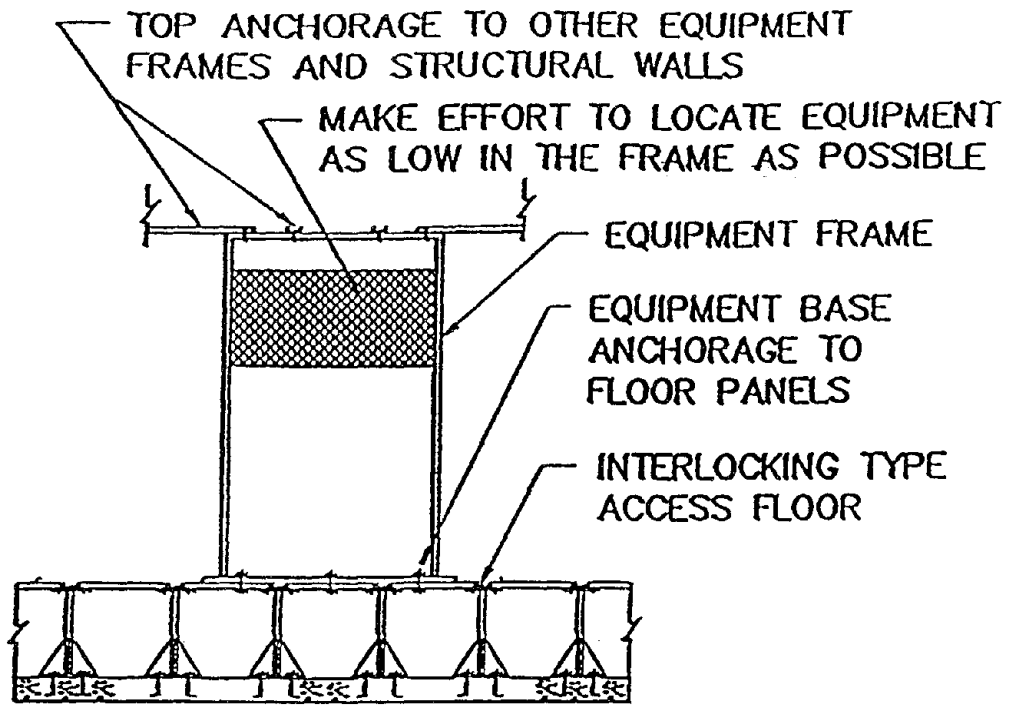 TOP ANCHORAGE TO OTHER EQUIPMENT
FRAMES AND STRUCTURAL WALLS
MAKE EFFORT TO LOCATE EQUIPMENT
AS LOW IN THE FRAME AS POSSIBLE
EQUIPMENT FRAME
EQUIPMENT BASE
ANCHORAGE TO
FLOOR PANELS
INTERLOCKING TYPE
ACCESS FLOOR